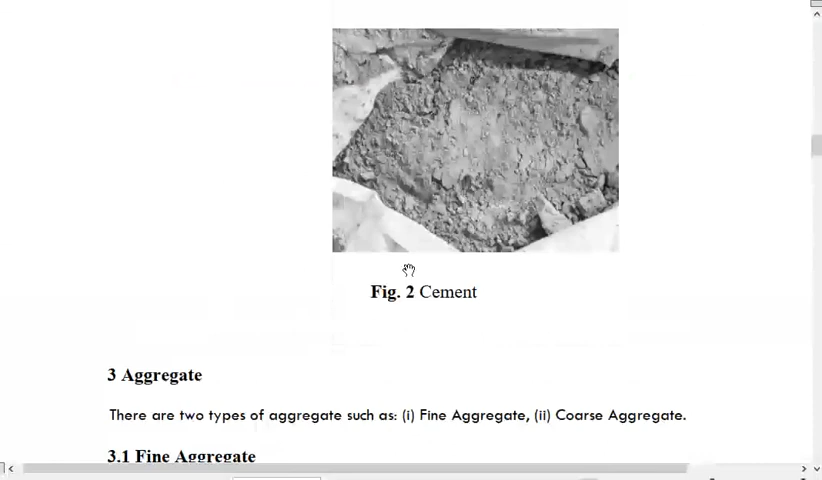 Fig. 2 Cement
3 Aggregate
There are two types of aggregate such as: (i) Fine Aggregate, (ii) Coarse Aggregate.
3.1 Fine Aggregate